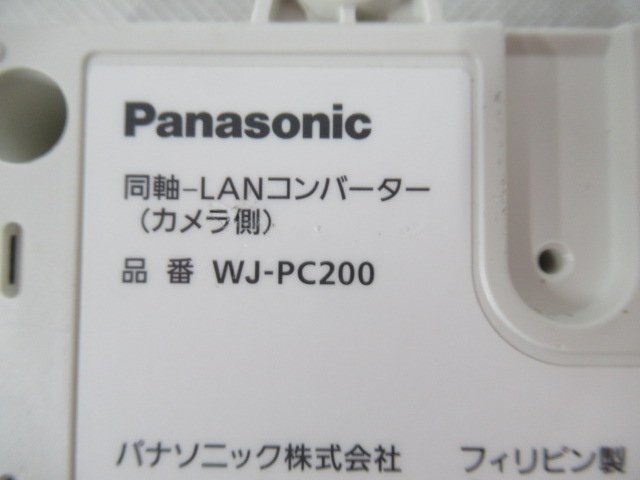 Panasonic
同軸-LANコンバーター
(カメラ側)
品 番 WJ-PC200
パナソニック株式会社 フィリピン製